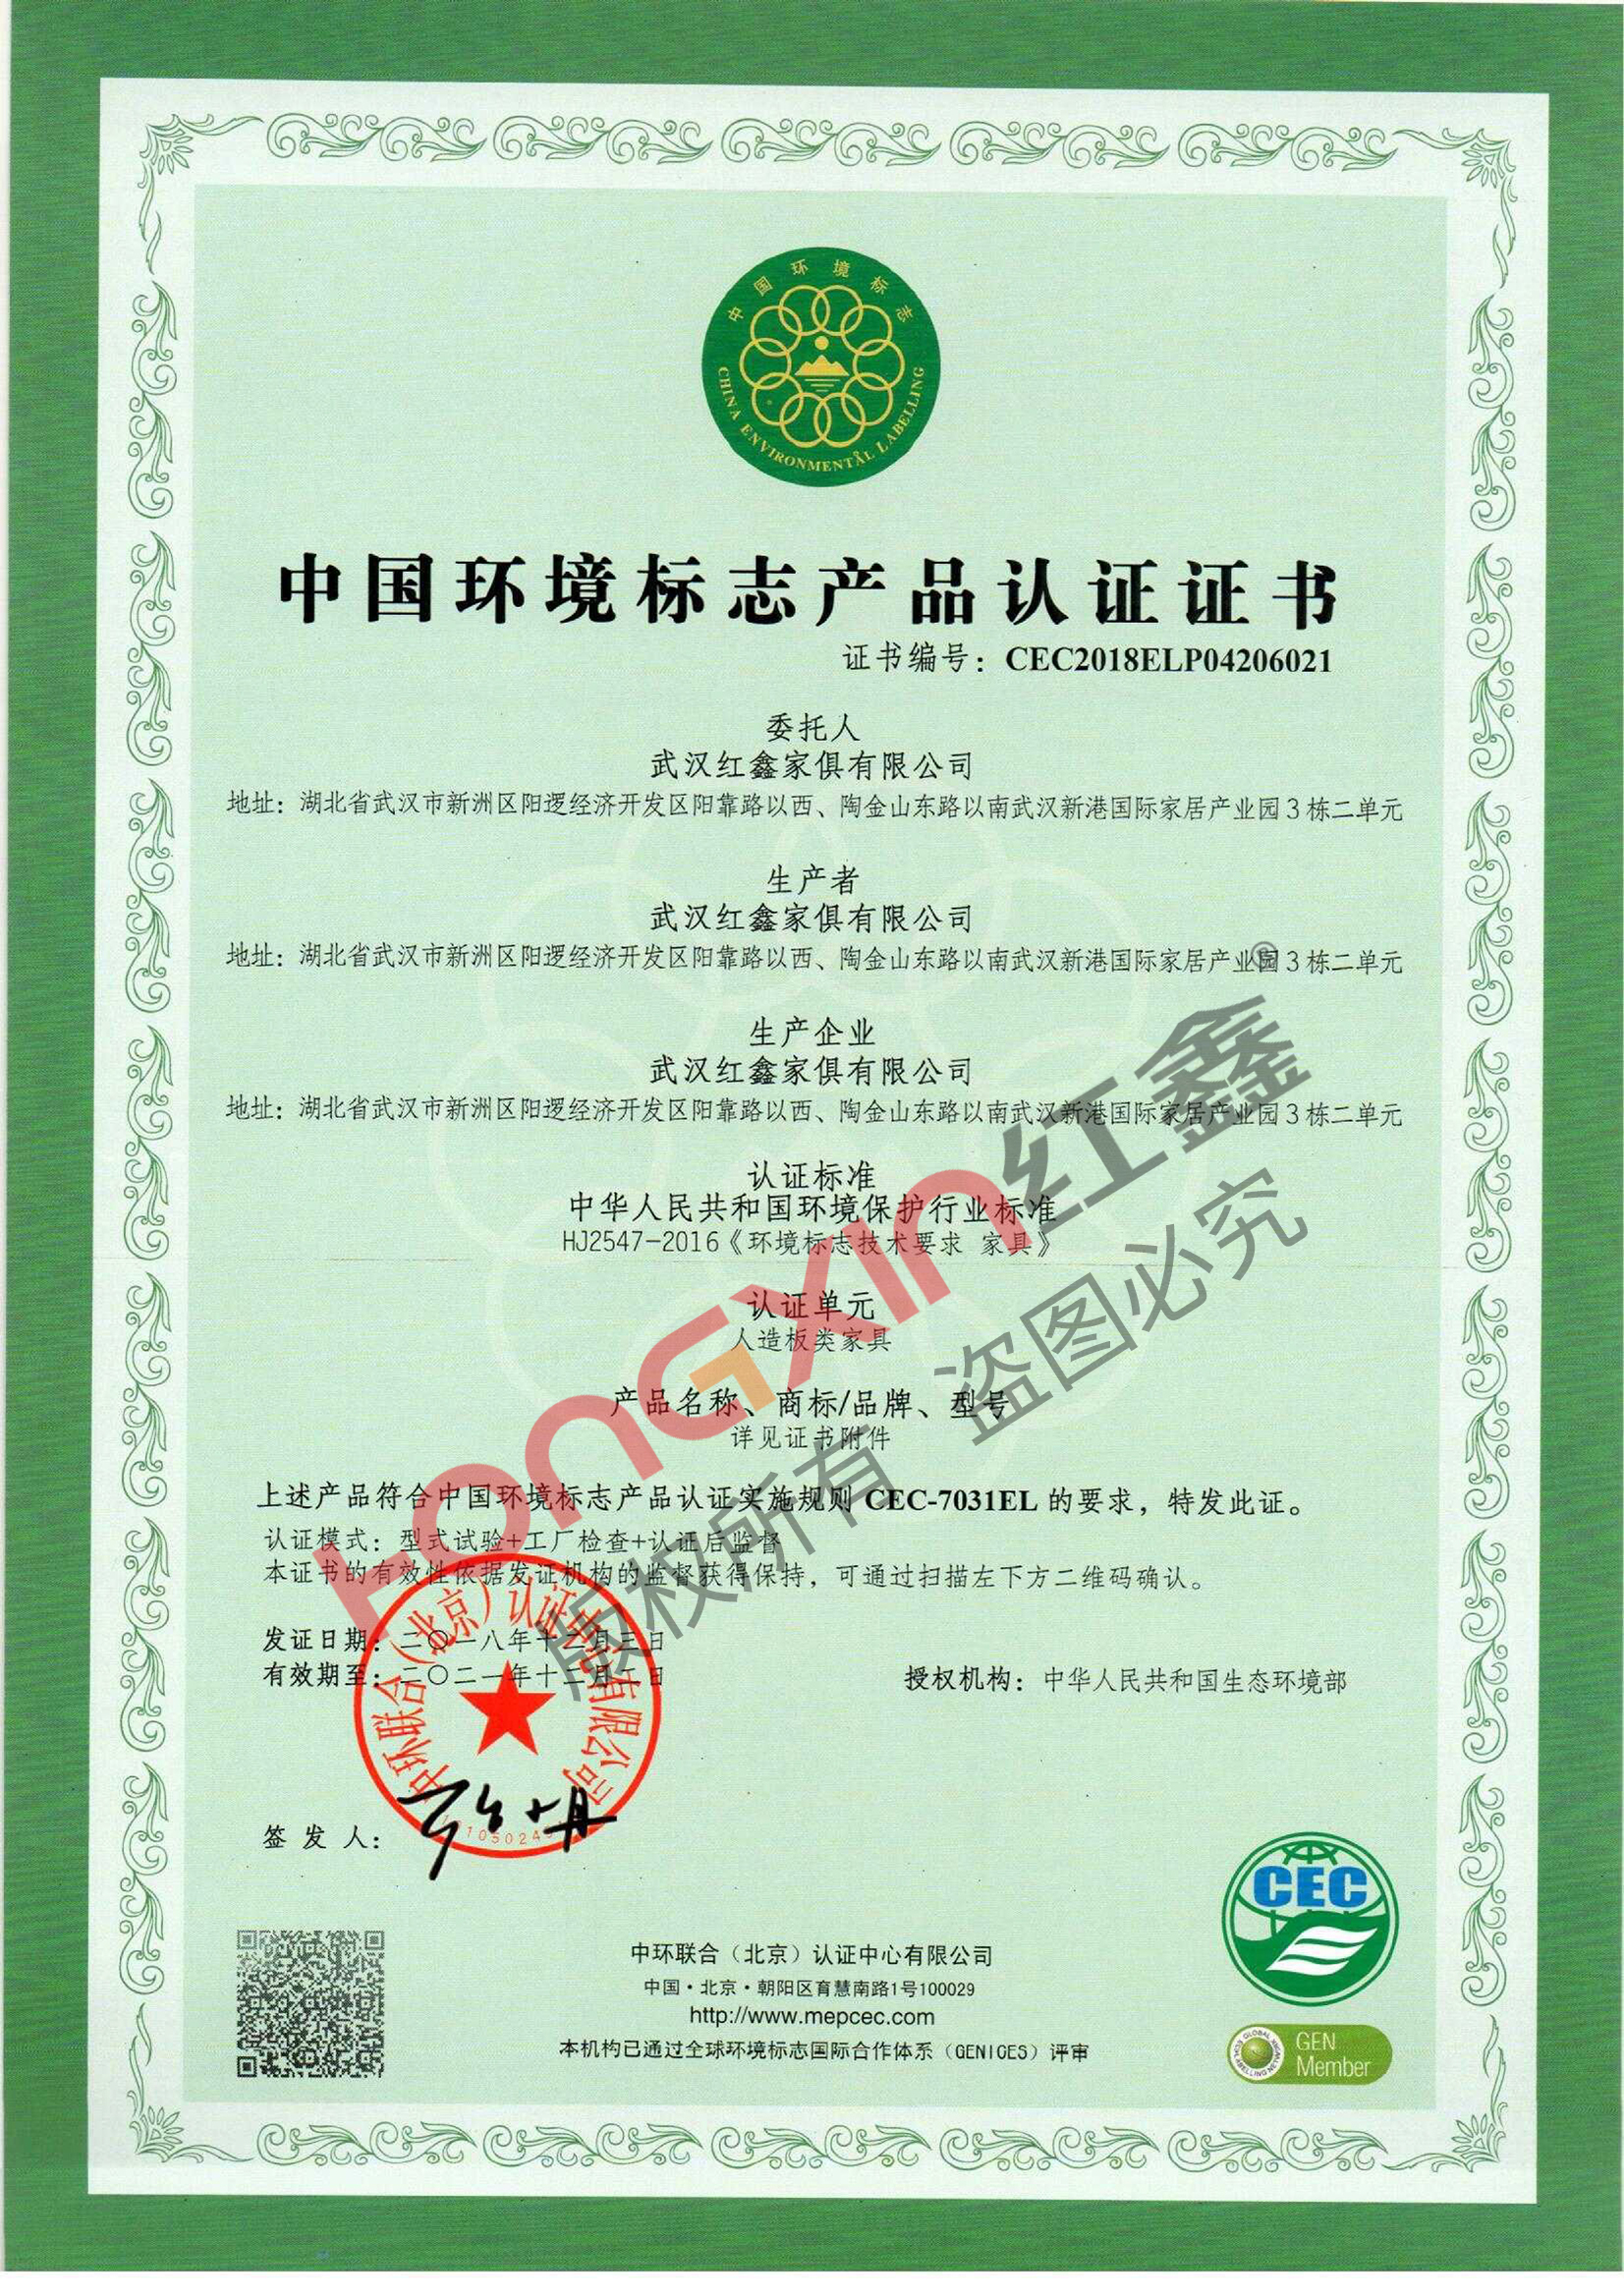 中国环境标志
CHINA ENVIRONMENTAL LABELLING
中国环境标志产品认证证书
证书编号：CEC2018ELP04206021
委托人
武汉红鑫家俱有限公司
地址：湖北省武汉市新洲区阳逻经济开发区阳靠路以西、陶金山东路以南武汉新港国际家居产业园3栋二单元
生产者
武汉红鑫家俱有限公司
地址：湖北省武汉市新洲区阳逻经济开发区阳靠路以西、陶金山东路以南武汉新港国际家居产业园3栋二单元
生产企业
武汉红鑫家俱有限公司
地址：湖北省武汉市新洲区阳逻经济开发区阳靠路以西、陶金山东路以南武汉新港国际家居产业园3栋二单元
认证标准
中华人民共和国环境保护行业标准
HJ2547-2016《环境标志技术要求 家具》
认证单元
人造板类家具
产品名称、商标/品牌、型号
详见证书附件
上述产品符合中国环境标志产品认证实施规则 CEC-7031EL 的要求，特发此证。
认证模式：型式试验+工厂检查+认证后监督
本证书的有效性依据发证机构的监督获得保持，可通过扫描左下方二维码确认。
发证日期：二〇一八年十二月三日
有效期至：二〇二一年十二月二日
授权机构：中华人民共和国生态环境部
中环联合（北京）认证中心有限公司
签 发 人：
CEC
中环联合（北京）认证中心有限公司
中国·北京·朝阳区育慧南路1号100029
http://www.mepcec.com
本机构已通过全球环境标志国际合作体系（GENICES）评审
GLOBAL ECOLABELLING NETWORK
GEN
Member
HONGXIN红鑫®
版权所有 盗图必究